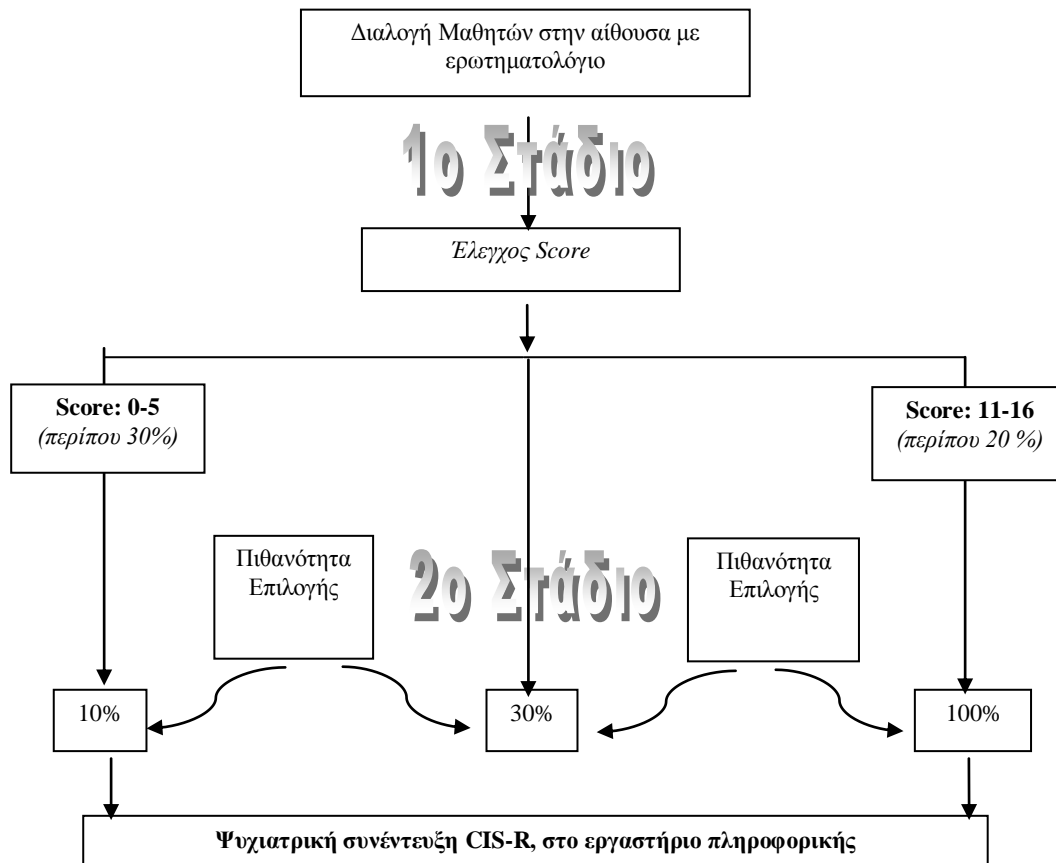 Διαλογή Μαθητών στην αίθουσα με
ερωτηματολόγιο
1ο Στάδιο
Έλεγχος Score
Score: 0-5
(περίπου 30%)
Score: 11-16
(περίπου 20 %)
Πιθανότητα
Επιλογής
2ο Στάδιο
Πιθανότητα
Επιλογής
10%
30%
100%
Ψυχιατρική συνέντευξη CIS-R, στο εργαστήριο πληροφορικής